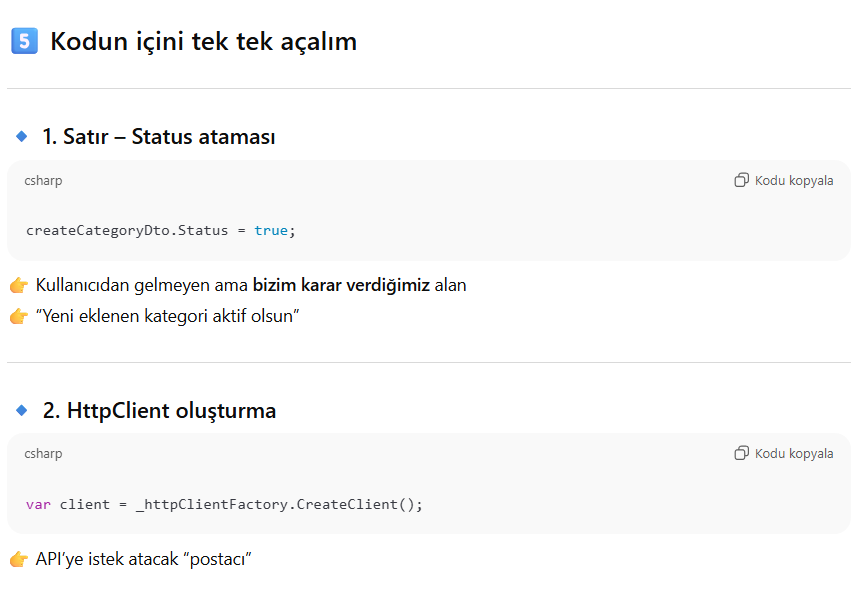 5 Kodun içini tek tek açalım
1. Satır – Status ataması
csharp
Kodu kopyala
createCategoryDto.Status = true;
👉 Kullanıcıdan gelmeyen ama bizim karar verdiğimiz alan
👉 “Yeni eklenen kategori aktif olsun”
2. HttpClient oluşturma
csharp
Kodu kopyala
var client = _httpClientFactory.CreateClient();
👉 API’ye istek atacak “postacı”